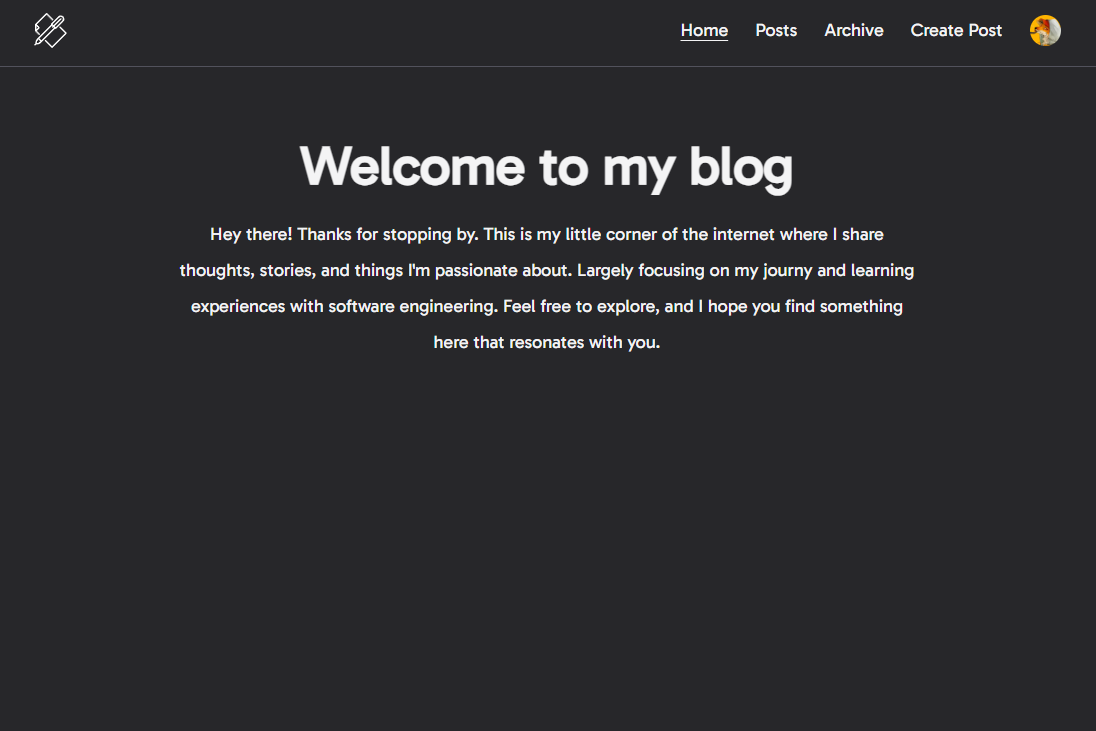 Home Posts Archive Create Post
Welcome to my blog
Hey there! Thanks for stopping by. This is my little corner of the internet where I share
thoughts, stories, and things I'm passionate about. Largely focusing on my journy and learning
experiences with software engineering. Feel free to explore, and I hope you find something
here that resonates with you.